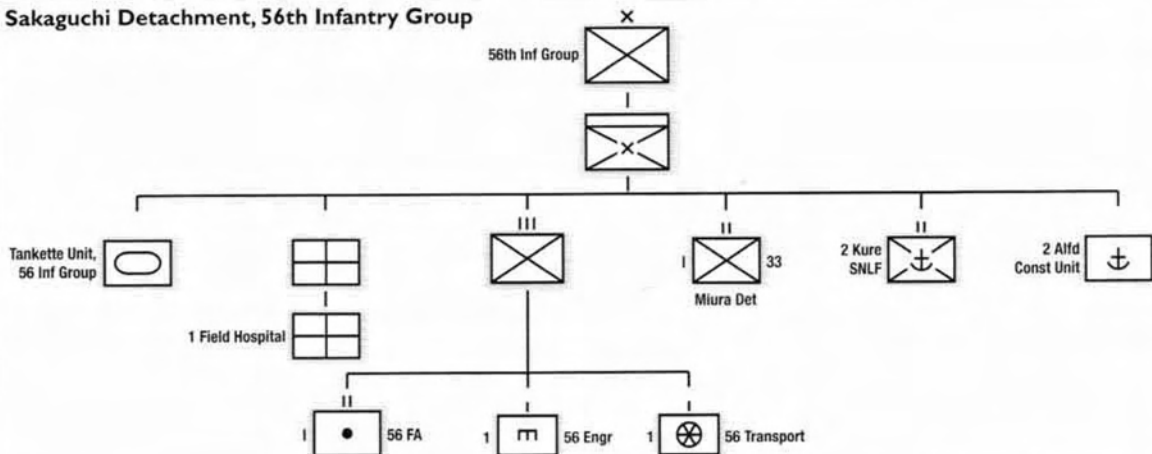 Sakaguchi Detachment, 56th Infantry Group
X
56th Inf Group
I
X
I
III
II
II
Tankette Unit,
56 Inf Group
I
33
2 Kure
SNLF
2 Alfd
Const Unit
Miura Det
I
1 Field Hospital
II
I
I
I
56 FA
1
56 Engr
1
56 Transport